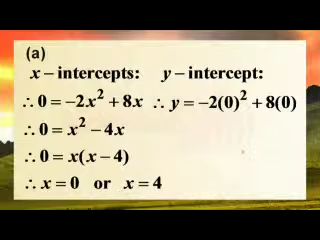 (a)
x – intercepts: y – intercept:
∴ 0 = –2x² + 8x ∴ y = –2(0)² + 8(0)
∴ 0 = x² – 4x
∴ 0 = x(x – 4)
∴ x = 0 or x = 4